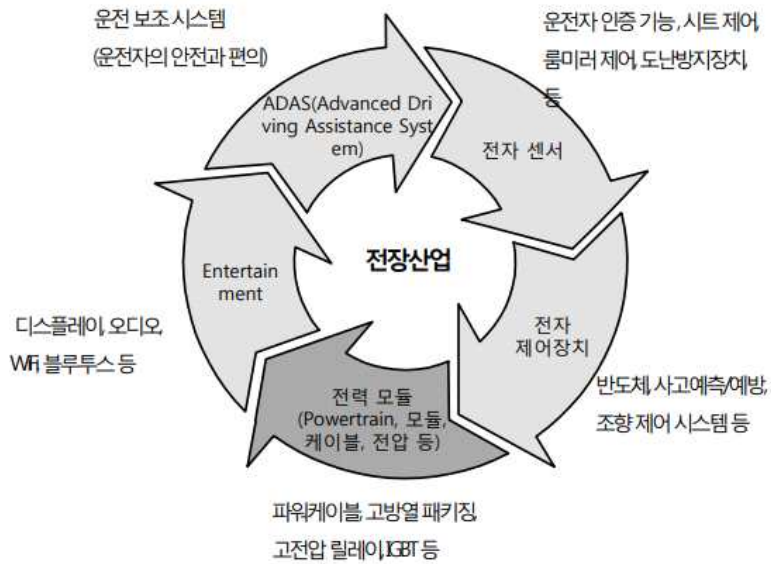 운전 보조 시스템
(운전자의 안전과 편의)
운전자 인증 기능, 시트 제어,
룸미러 제어, 도난방지장치,
등
ADAS(Advanced Dri
ving Assistance Syst
em)
전자 센서
전장산업
Entertain
ment
전자
제어장치
디스플레이, 오디오,
WiFi, 블루투스 등
전력 모듈
(Powertrain, 모듈,
케이블, 전압 등)
반도체, 사고예측/예방,
조향 제어 시스템 등
파워케이블, 고방열 패키징,
고전압 릴레이, IGBT 등